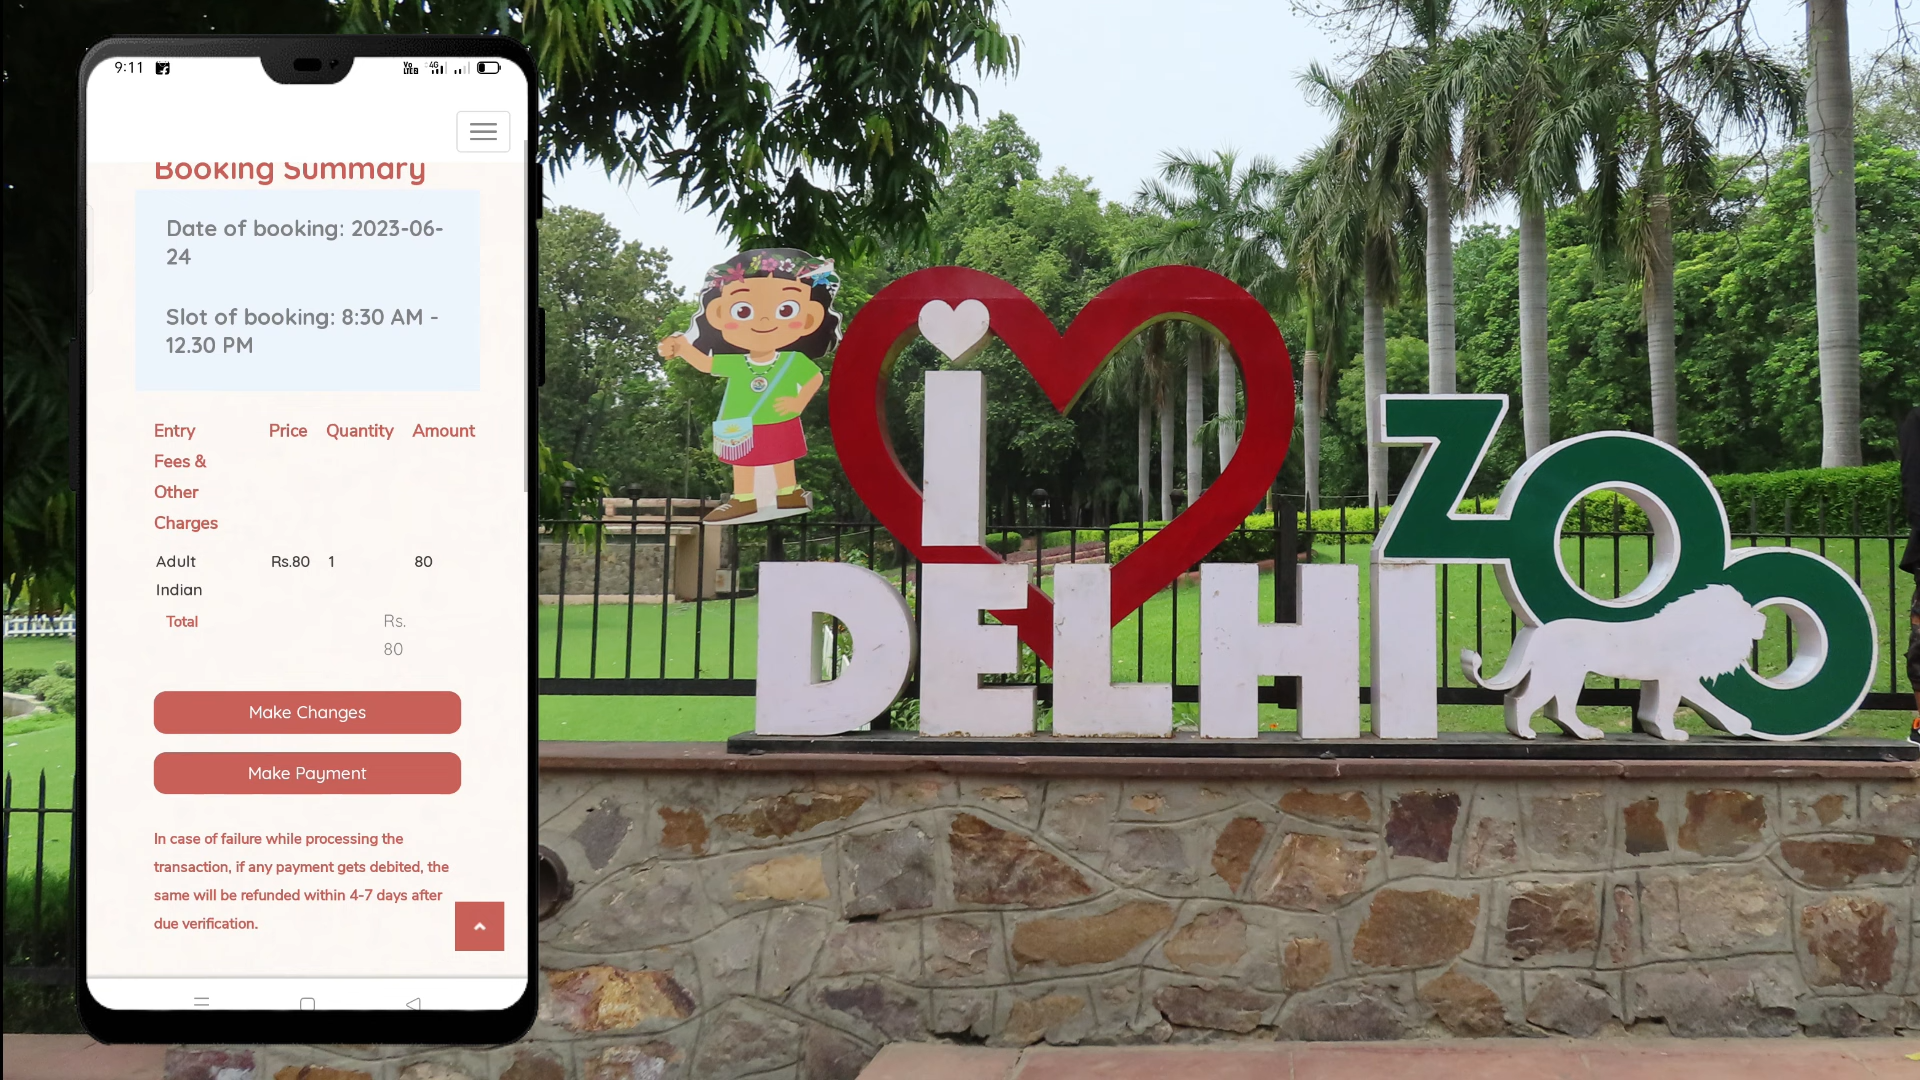 9:11
Vo
LTE
4G
Booking Summary
Date of booking: 2023-06-
24
Slot of booking: 8:30 AM -
12.30 PM
Entry Price Quantity Amount
Fees &
Other
Charges
Adult Rs.80 1 80
Indian
Total Rs.
80
Make Changes
Make Payment
In case of failure while processing the
transaction, if any payment gets debited, the
same will be refunded within 4-7 days after
due verification.
I
DELHI
ZOO